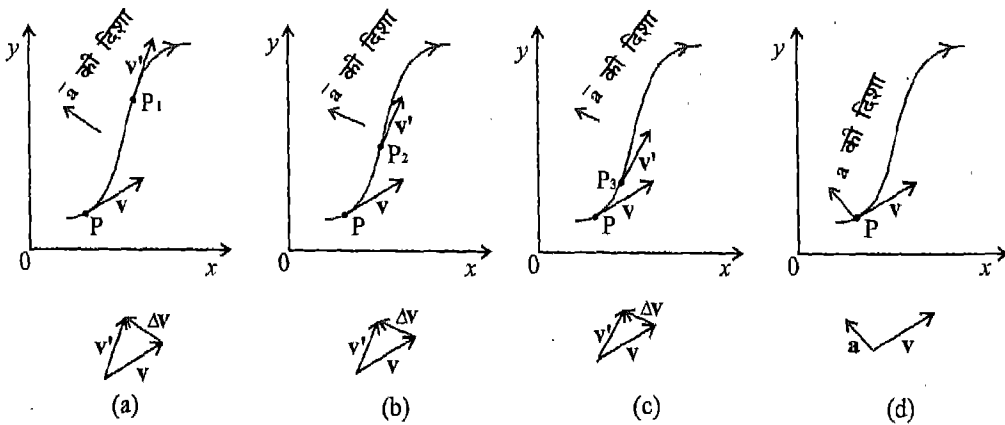 y
ā की दिशा
v'
P₁
P
v
0
x
Δv
v'
v
(a)
y
ā की दिशा
v'
P₂
P
v
0
x
Δv
v'
v
(b)
y
ā की दिशा
v'
P₃
P
v
0
x
Δv
v'
v
(c)
y
a की दिशा
P
v
0
x
a
v
(d)